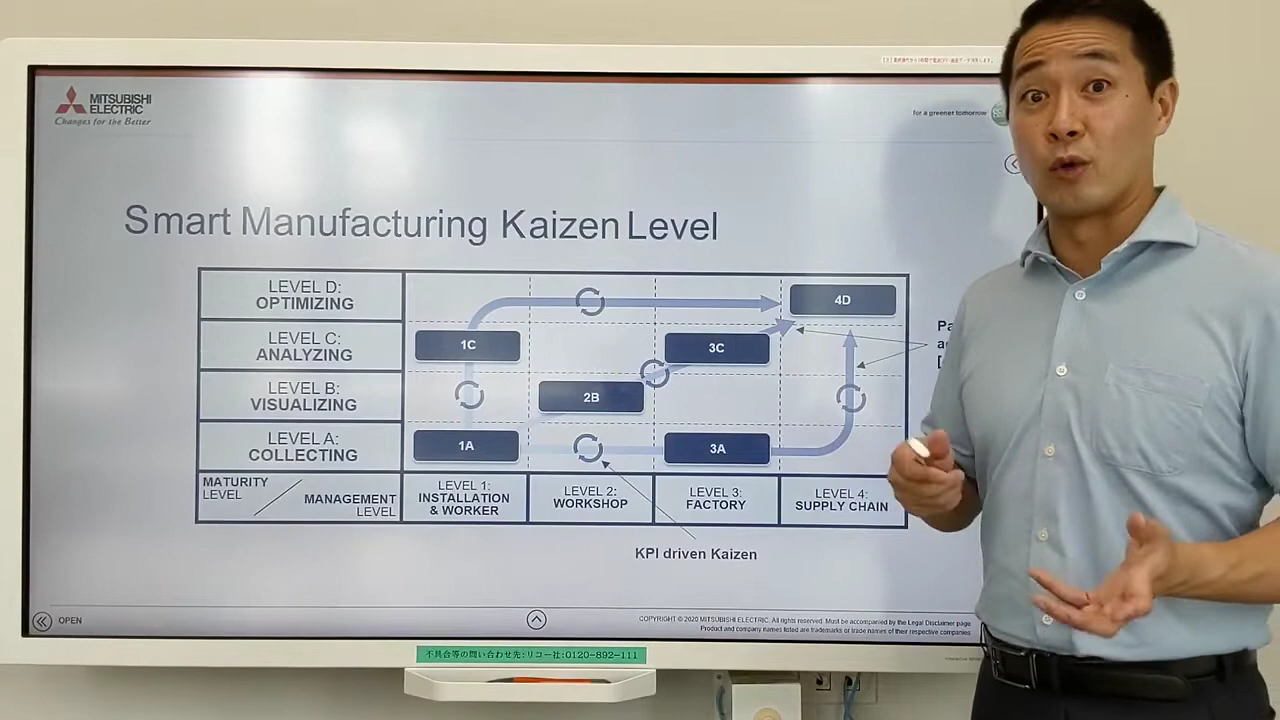 MITSUBISHI
ELECTRIC
Changes for the Better
for a greener tomorrow
Smart Manufacturing Kaizen Level
LEVEL D:
OPTIMIZING
4D
LEVEL C:
ANALYZING
1C
3C
LEVEL B:
VISUALIZING
2B
LEVEL A:
COLLECTING
1A
3A
MATURITY
LEVEL
MANAGEMENT
LEVEL
LEVEL 1:
INSTALLATION
& WORKER
LEVEL 2:
WORKSHOP
LEVEL 3:
FACTORY
LEVEL 4:
SUPPLY CHAIN
Pa
a
[
KPI driven Kaizen
OPEN
COPYRIGHT © 2020 MITSUBISHI ELECTRIC. All rights reserved. Must be accompanied by the Legal Disclaimer page
Product and company names listed are trademarks or trade names of their respective companies
不具合等の問い合わせ先:リコー社:0120-892-111